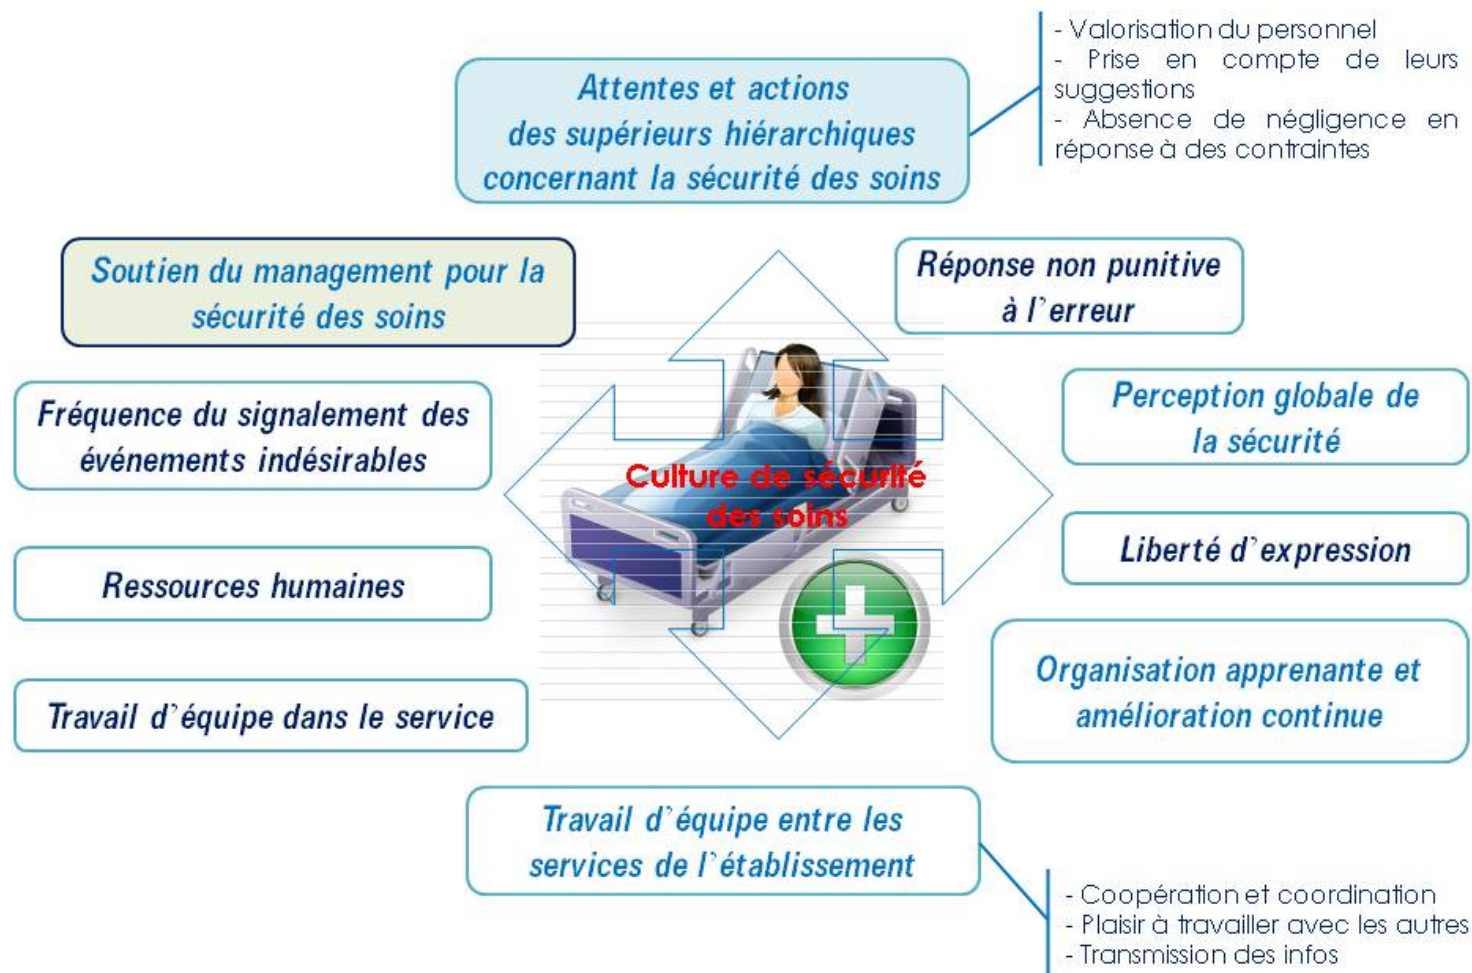 - Valorisation du personnel
- Prise en compte de leurs
suggestions
- Absence de négligence en
réponse à des contraintes
Attentes et actions
des supérieurs hiérarchiques
concernant la sécurité des soins
Soutien du management pour la
sécurité des soins
Réponse non punitive
à l'erreur
Fréquence du signalement des
événements indésirables
Perception globale de
la sécurité
Culture de sécurité
des soins
Ressources humaines
Liberté d'expression
Travail d'équipe dans le service
Organisation apprenante et
amélioration continue
Travail d'équipe entre les
services de l'établissement
- Coopération et coordination
- Plaisir à travailler avec les autres
- Transmission des infos